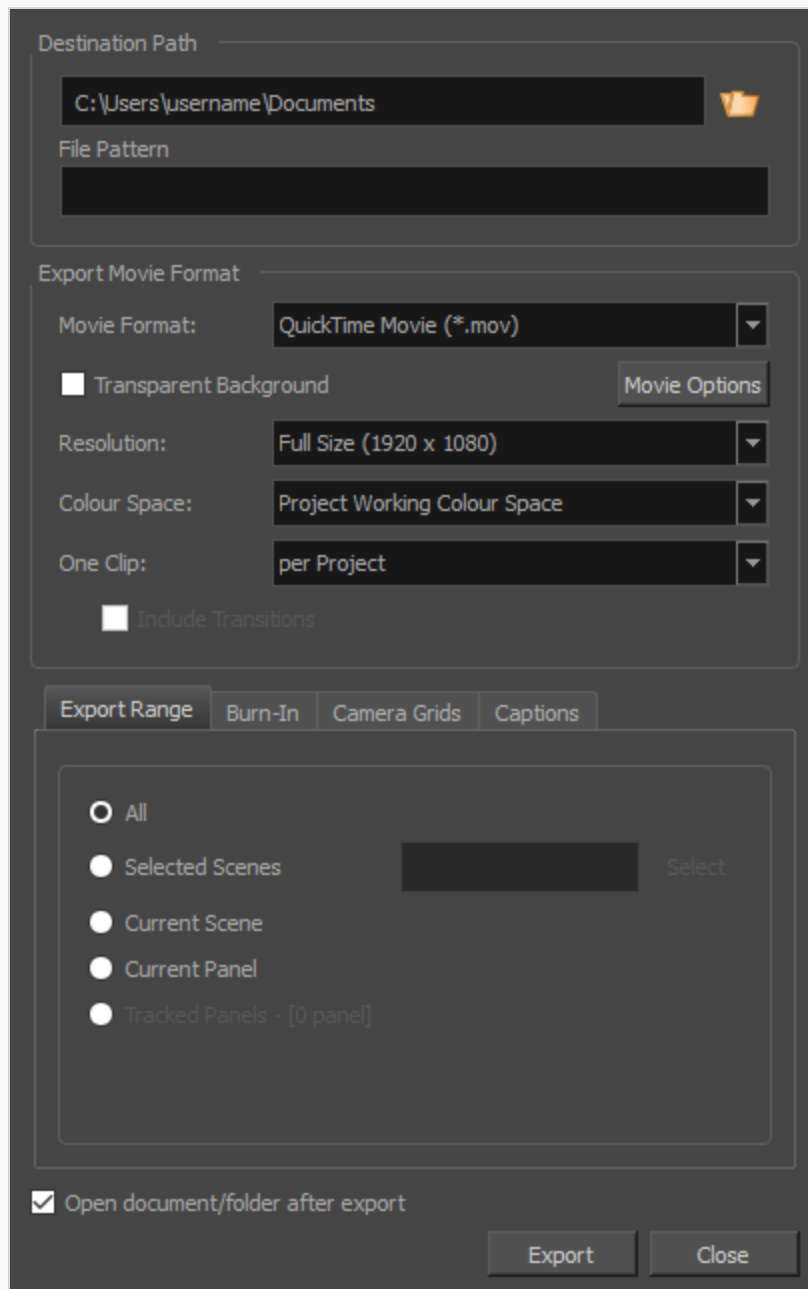 Destination Path
C:\Users\username\Documents
File Pattern
Export Movie Format
Movie Format: QuickTime Movie (*.mov)
Transparent Background Movie Options
Resolution: Full Size (1920 x 1080)
Colour Space: Project Working Colour Space
One Clip: per Project
Include Transitions
Export Range Burn-In Camera Grids Captions
All
Selected Scenes Select
Current Scene
Current Panel
Tracked Panels - [0 panel]
Open document/folder after export
Export Close